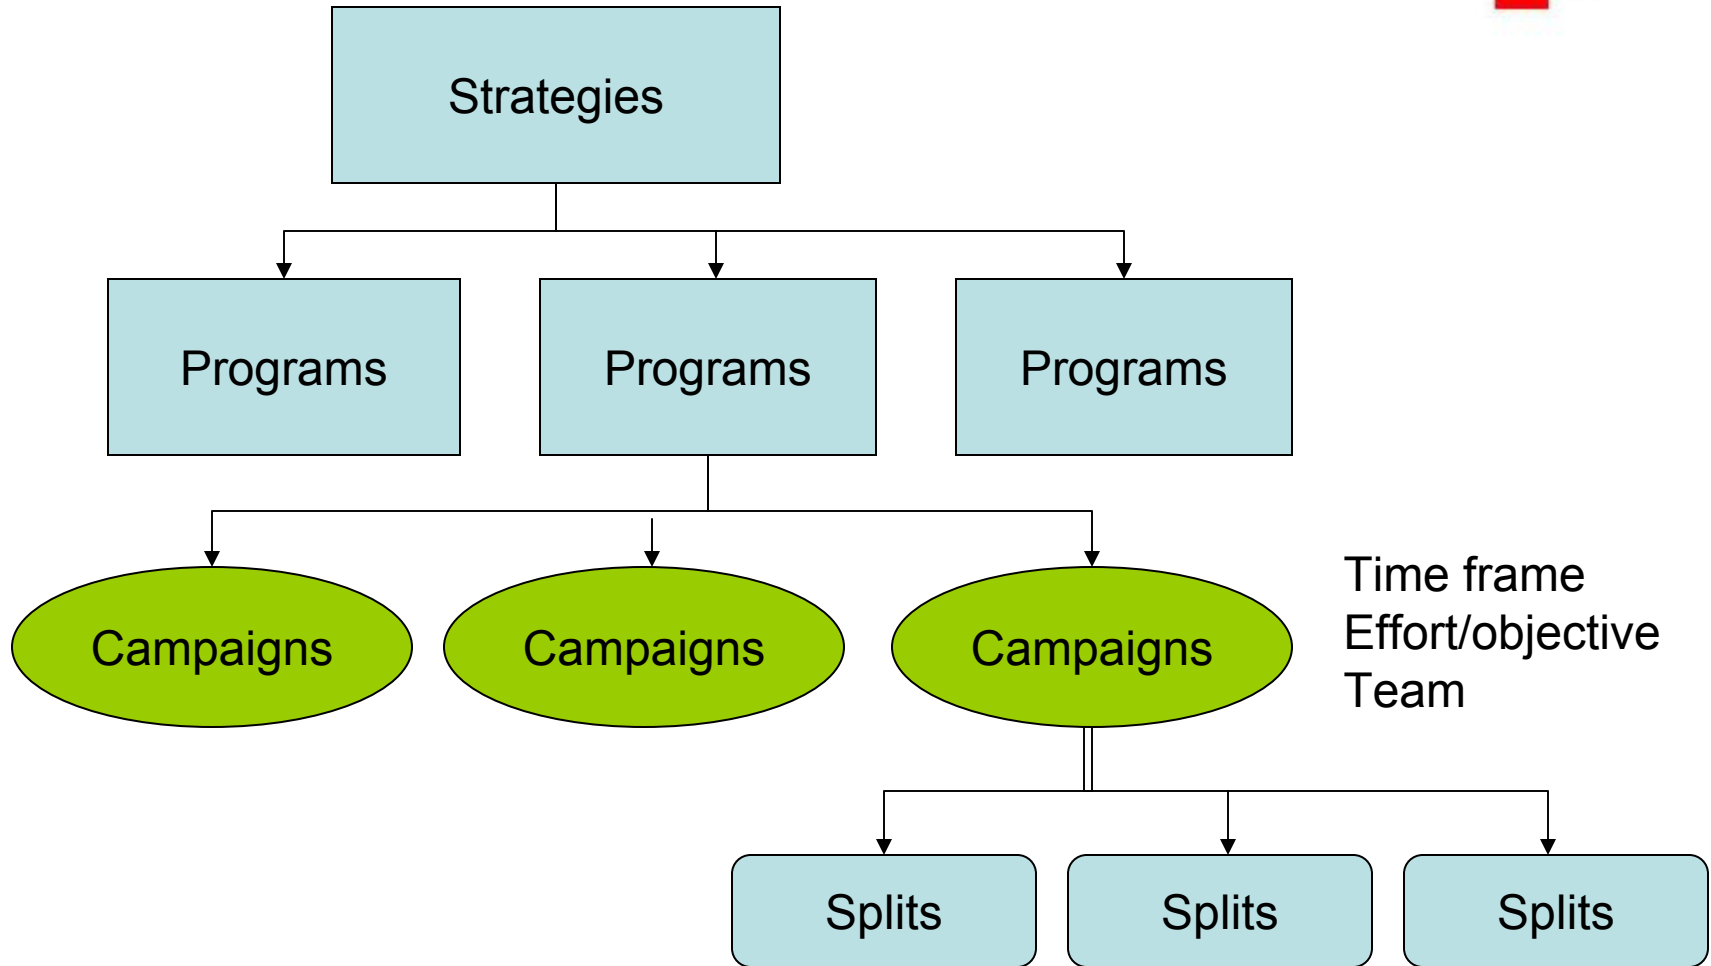 Strategies
Programs
Programs
Programs
Campaigns
Campaigns
Campaigns
Time frame
Effort/objective
Team
Splits
Splits
Splits